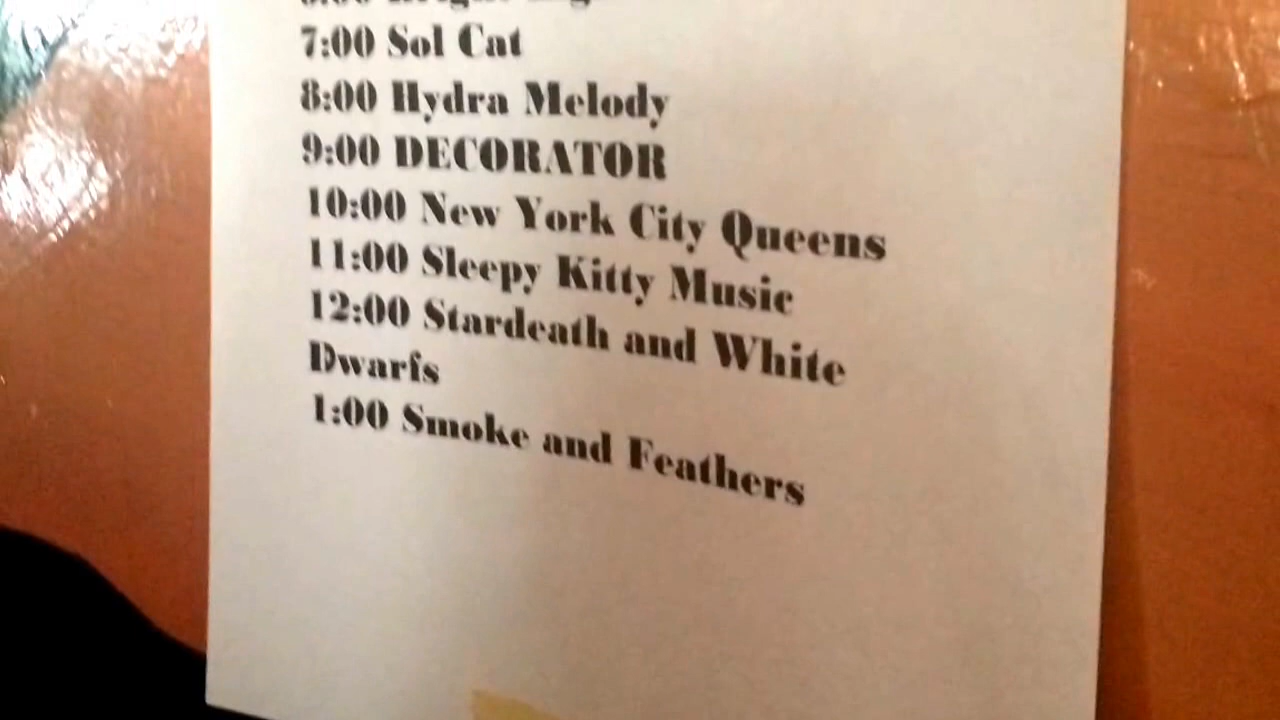 7:00 Sol Cat
8:00 Hydra Melody
9:00 DECORATOR
10:00 New York City Queens
11:00 Sleepy Kitty Music
12:00 Stardeath and White
Dwarfs
1:00 Smoke and Feathers